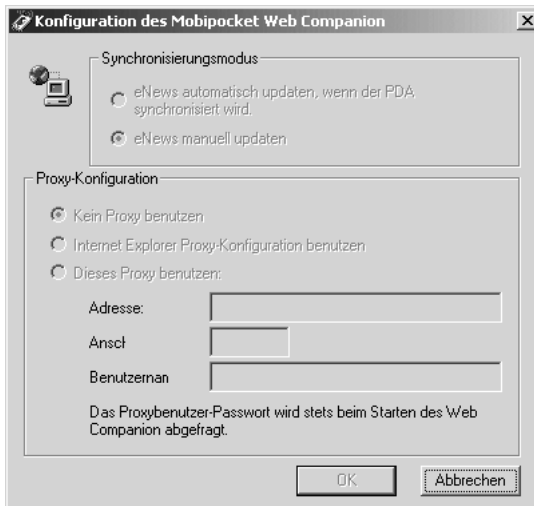 Konfiguration des Mobipocket Web Companion
Synchronisierungsmodus
eNews automatisch updaten, wenn der PDA
synchronisiert wird.
eNews manuell updaten
Proxy-Konfiguration
Kein Proxy benutzen
Internet Explorer Proxy-Konfiguration benutzen
Dieses Proxy benutzen:
Adresse:
Anscł
Benutzernan
Das Proxybenutzer-Passwort wird stets beim Starten des Web
Companion abgefragt.
OK
Abbrechen